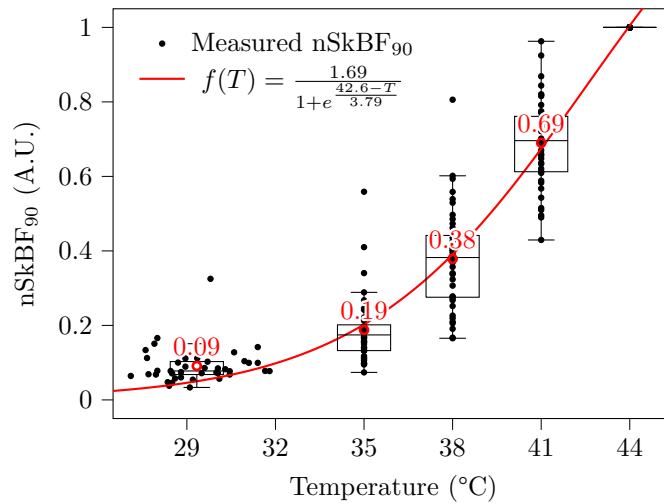 1
0.8
0.6
0.4
0.2
0
nSkBF₉₀ (A.U.)
Measured nSkBF₉₀
f(T) = 1.69 / (1+e^((42.6−T)/3.79))
0.09
0.19
0.38
0.69
29 32 35 38 41 44
Temperature (°C)